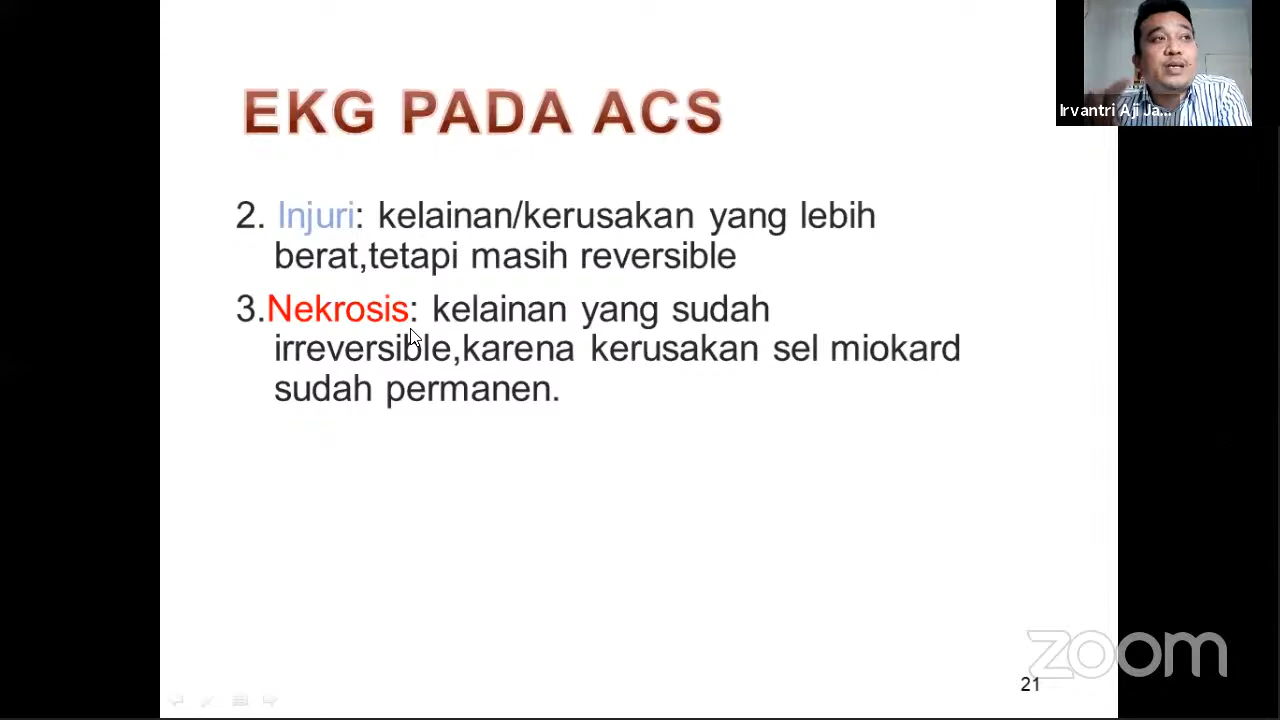 EKG PADA ACS
Irvantri Aji Ja...
2. Injuri: kelainan/kerusakan yang lebih
berat,tetapi masih reversible
3.Nekrosis: kelainan yang sudah
irreversible,karena kerusakan sel miokard
sudah permanen.
zoom
21